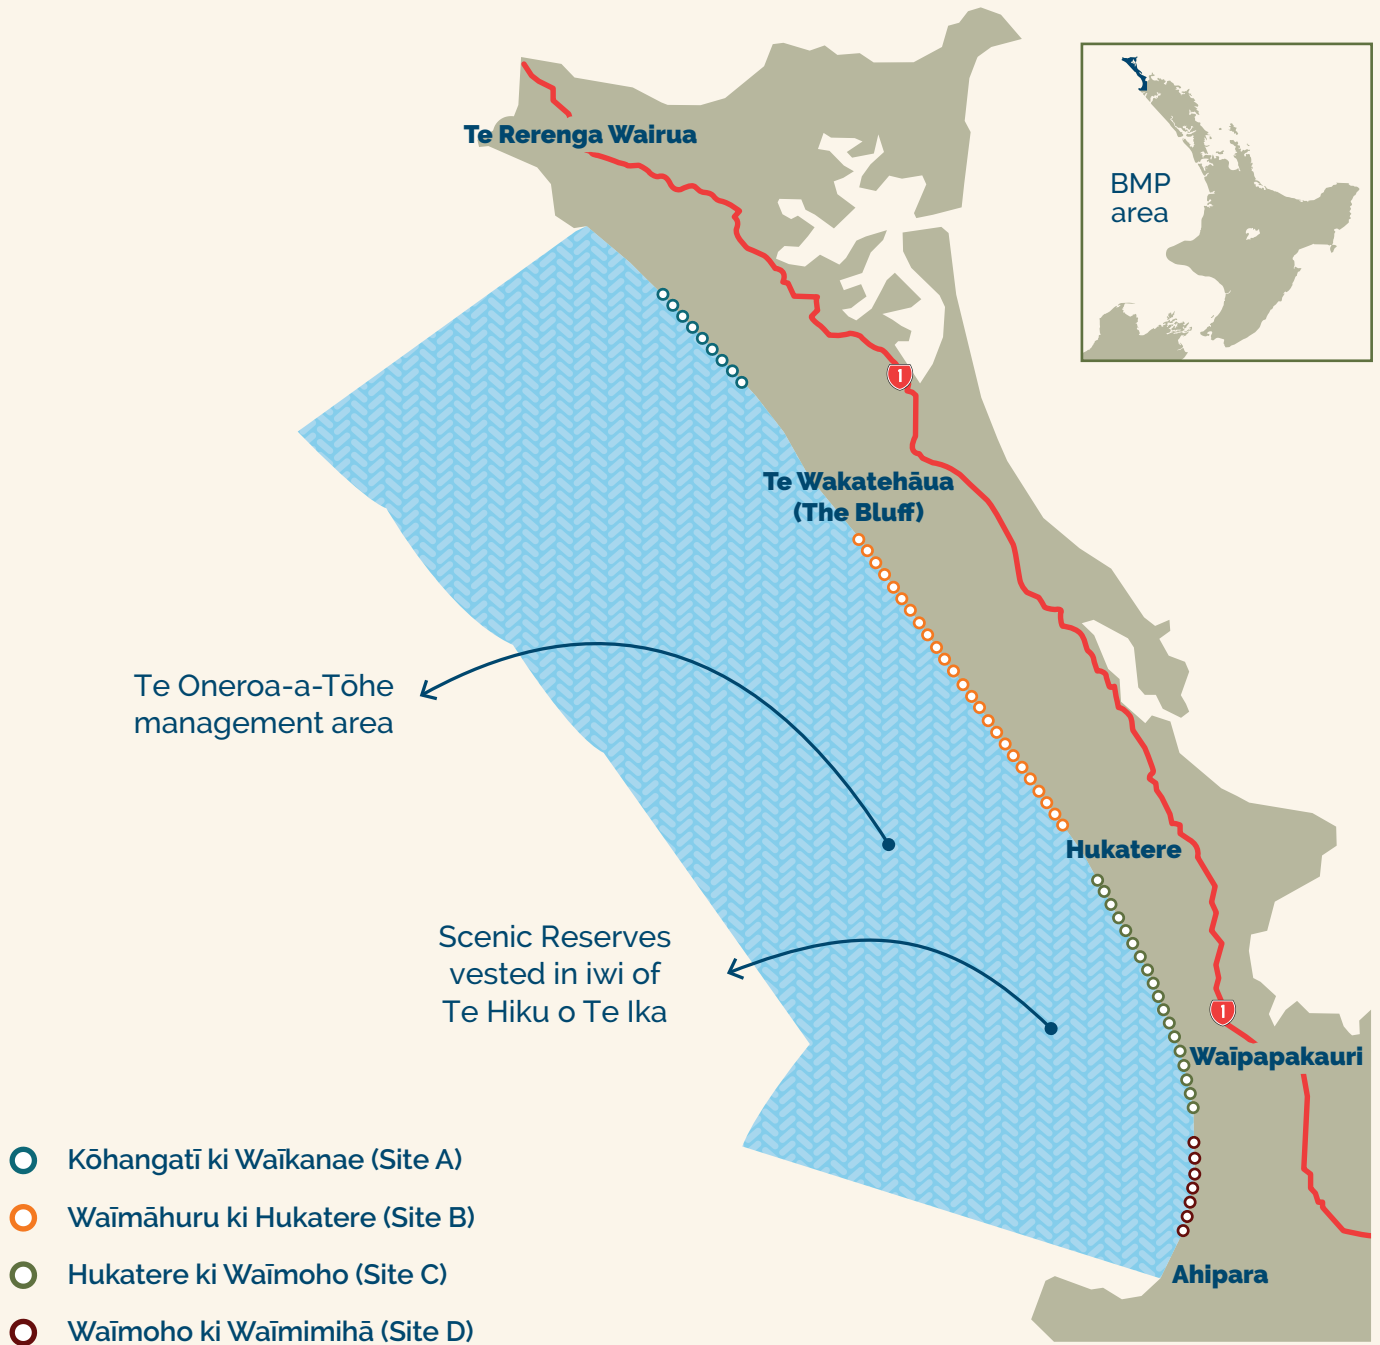 Te Rerenga Wairua
BMP
area
1
Te Wakatehāua
(The Bluff)
Te Oneroa-a-Tōhe
management area
Hukatere
Scenic Reserves
vested in iwi of
Te Hiku o Te Ika
1
Waīpapakauri
Ahipara
Kōhangatī ki Waīkanae (Site A)
Waīmāhuru ki Hukatere (Site B)
Hukatere ki Waīmoho (Site C)
Waīmoho ki Waīmimihā (Site D)